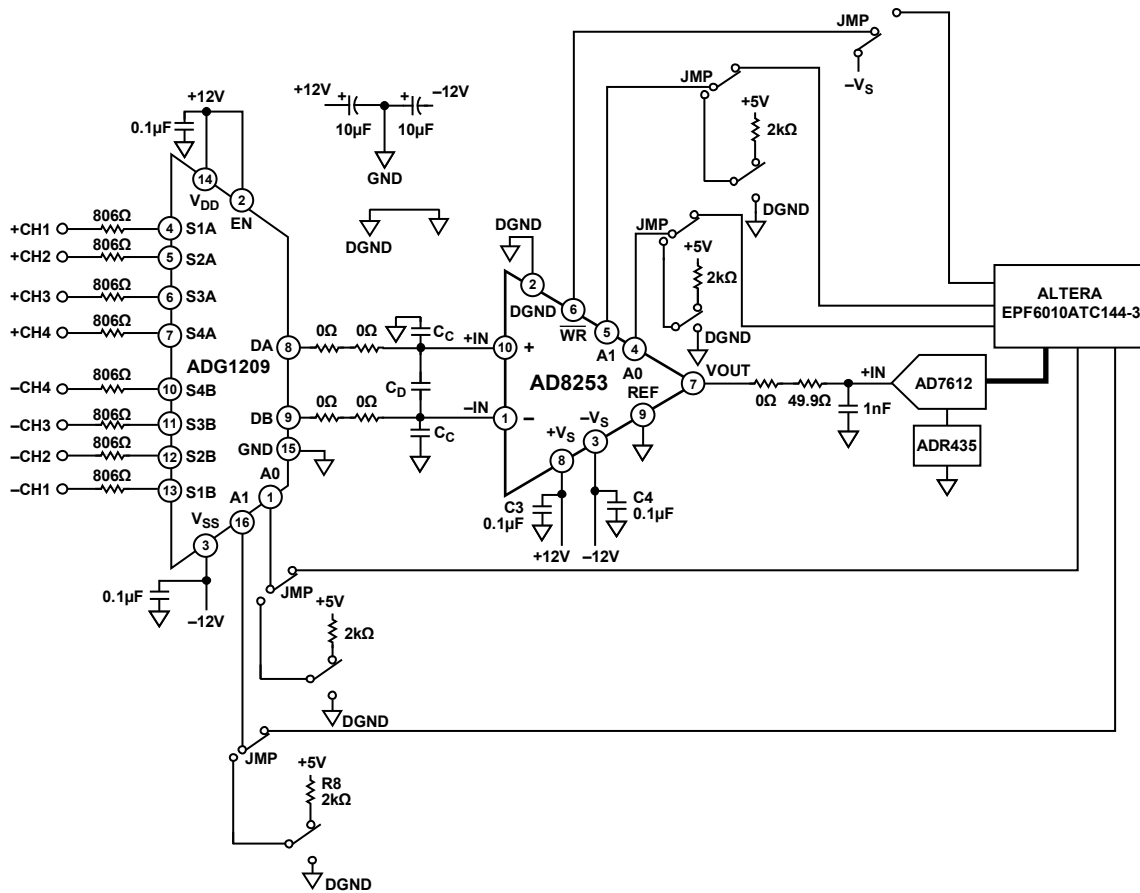 JMP
–VS
+12V
–12V
+
+
10µF
10µF
GND
DGND
JMP
+5V
2kΩ
DGND
+12V
0.1µF
14
VDD
2
EN
+CH1
806Ω
4
S1A
+CH2
806Ω
5
S2A
+CH3
806Ω
6
S3A
+CH4
806Ω
7
S4A
ADG1209
–CH4
806Ω
10
S4B
–CH3
806Ω
11
S3B
–CH2
806Ω
12
S2B
–CH1
806Ω
13
S1B
DA
8
DB
9
GND
15
A0
1
A1
16
VSS
3
0.1µF
–12V
0Ω
0Ω
0Ω
0Ω
CC
CD
CC
+IN
–IN
DGND
2
DGND
6
WR
5
A1
4
A0
10
+
AD8253
1
–
7
VOUT
REF
9
–VS
3
+VS
8
C3
0.1µF
C4
0.1µF
+12V
–12V
JMP
+5V
2kΩ
DGND
0Ω
49.9Ω
+IN
1nF
AD7612
ADR435
ALTERA
EPF6010ATC144-3
JMP
+5V
2kΩ
DGND
JMP
+5V
R8
2kΩ
DGND